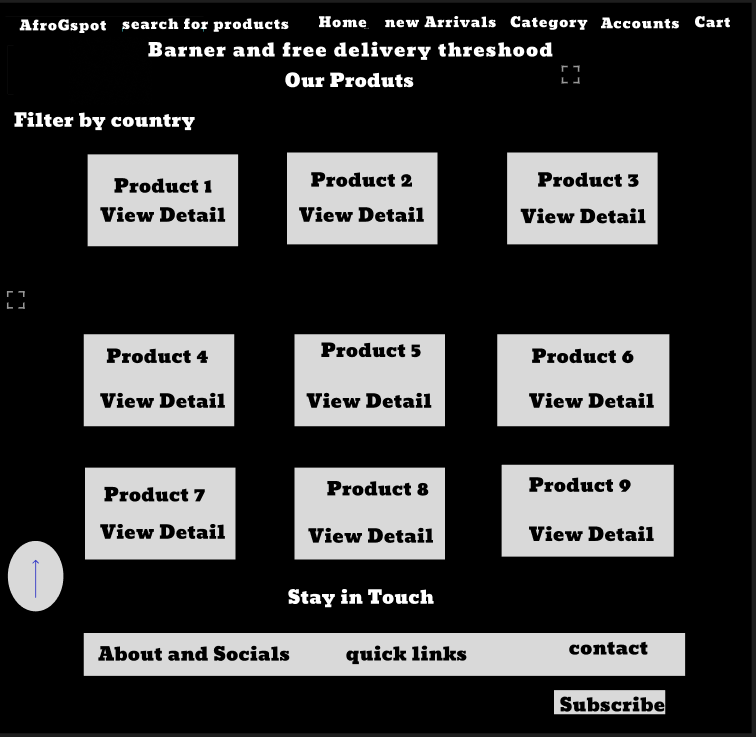 AfroGspot search for products Home new Arrivals Category Accounts Cart
Barner and free delivery threshood
Our Produts
Filter by country
Product 1 Product 2 Product 3
View Detail View Detail View Detail
Product 4 Product 5 Product 6
View Detail View Detail View Detail
Product 7 Product 8 Product 9
View Detail View Detail View Detail
Stay in Touch
About and Socials quick links contact
Subscribe